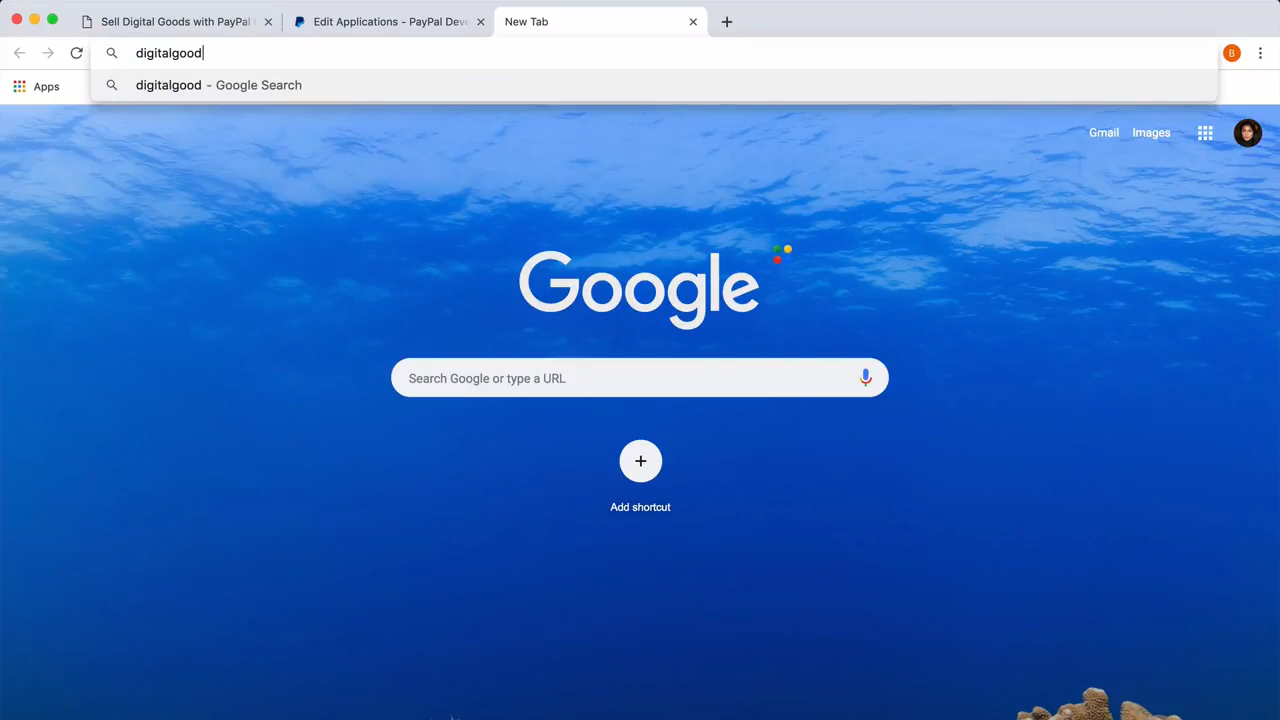 Sell Digital Goods with PayPal
Edit Applications - PayPal Deve
New Tab
digitalgood
B
Apps
digitalgood - Google Search
Gmail
Images
Google
Search Google or type a URL
Add shortcut